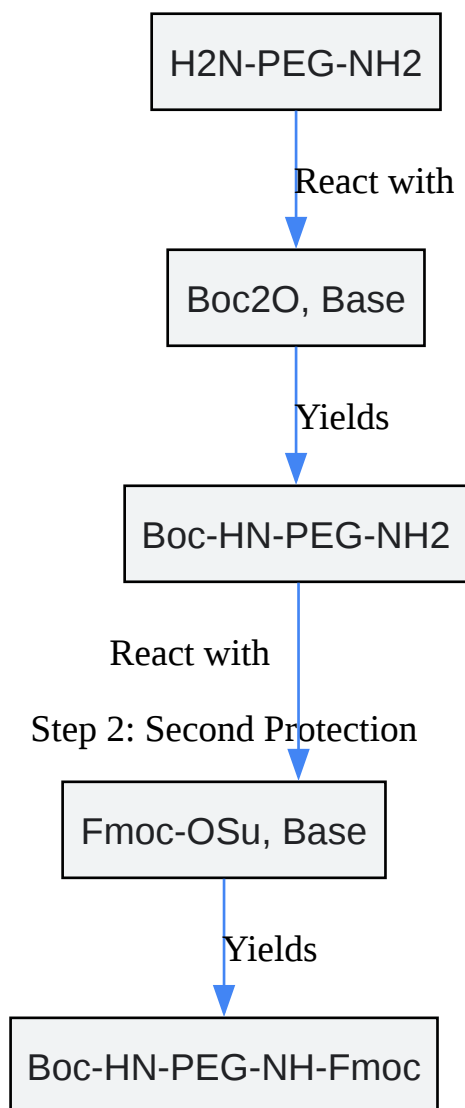 H2N-PEG-NH2
React with
Boc2O, Base
Yields
Boc-HN-PEG-NH2
React with
Step 2: Second Protection
Fmoc-OSu, Base
Yields
Boc-HN-PEG-NH-Fmoc